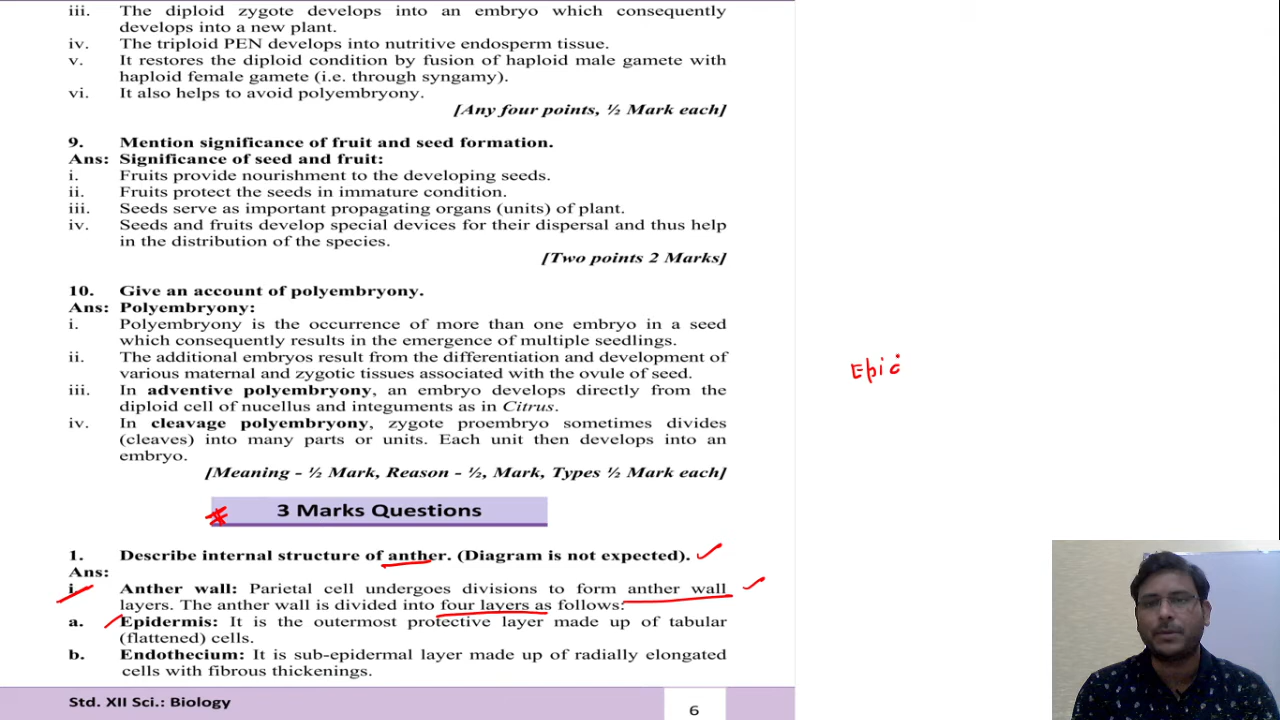 iii. The diploid zygote develops into an embryo which consequently
develops into a new plant.
iv. The triploid PEN develops into nutritive endosperm tissue.
v. It restores the diploid condition by fusion of haploid male gamete with
haploid female gamete (i.e. through syngamy).
vi. It also helps to avoid polyembryony.
[Any four points, ½ Mark each]
9. Mention significance of fruit and seed formation.
Ans: Significance of seed and fruit:
i. Fruits provide nourishment to the developing seeds.
ii. Fruits protect the seeds in immature condition.
iii. Seeds serve as important propagating organs (units) of plant.
iv. Seeds and fruits develop special devices for their dispersal and thus help
in the distribution of the species.
[Two points 2 Marks]
10. Give an account of polyembryony.
Ans: Polyembryony:
i. Polyembryony is the occurrence of more than one embryo in a seed
which consequently results in the emergence of multiple seedlings.
ii. The additional embryos result from the differentiation and development of
various maternal and zygotic tissues associated with the ovule of seed.
iii. In adventive polyembryony, an embryo develops directly from the
diploid cell of nucellus and integuments as in Citrus.
Epid
iv. In cleavage polyembryony, zygote proembryo sometimes divides
(cleaves) into many parts or units. Each unit then develops into an
embryo.
[Meaning - ½ Mark, Reason - ½, Mark, Types ½ Mark each]
3 Marks Questions
1. Describe internal structure of anther. (Diagram is not expected).
Ans:
i. Anther wall: Parietal cell undergoes divisions to form anther wall
layers. The anther wall is divided into four layers as follows:
a. Epidermis: It is the outermost protective layer made up of tabular
(flattened) cells.
b. Endothecium: It is sub-epidermal layer made up of radially elongated
cells with fibrous thickenings.
Std. XII Sci.: Biology
6